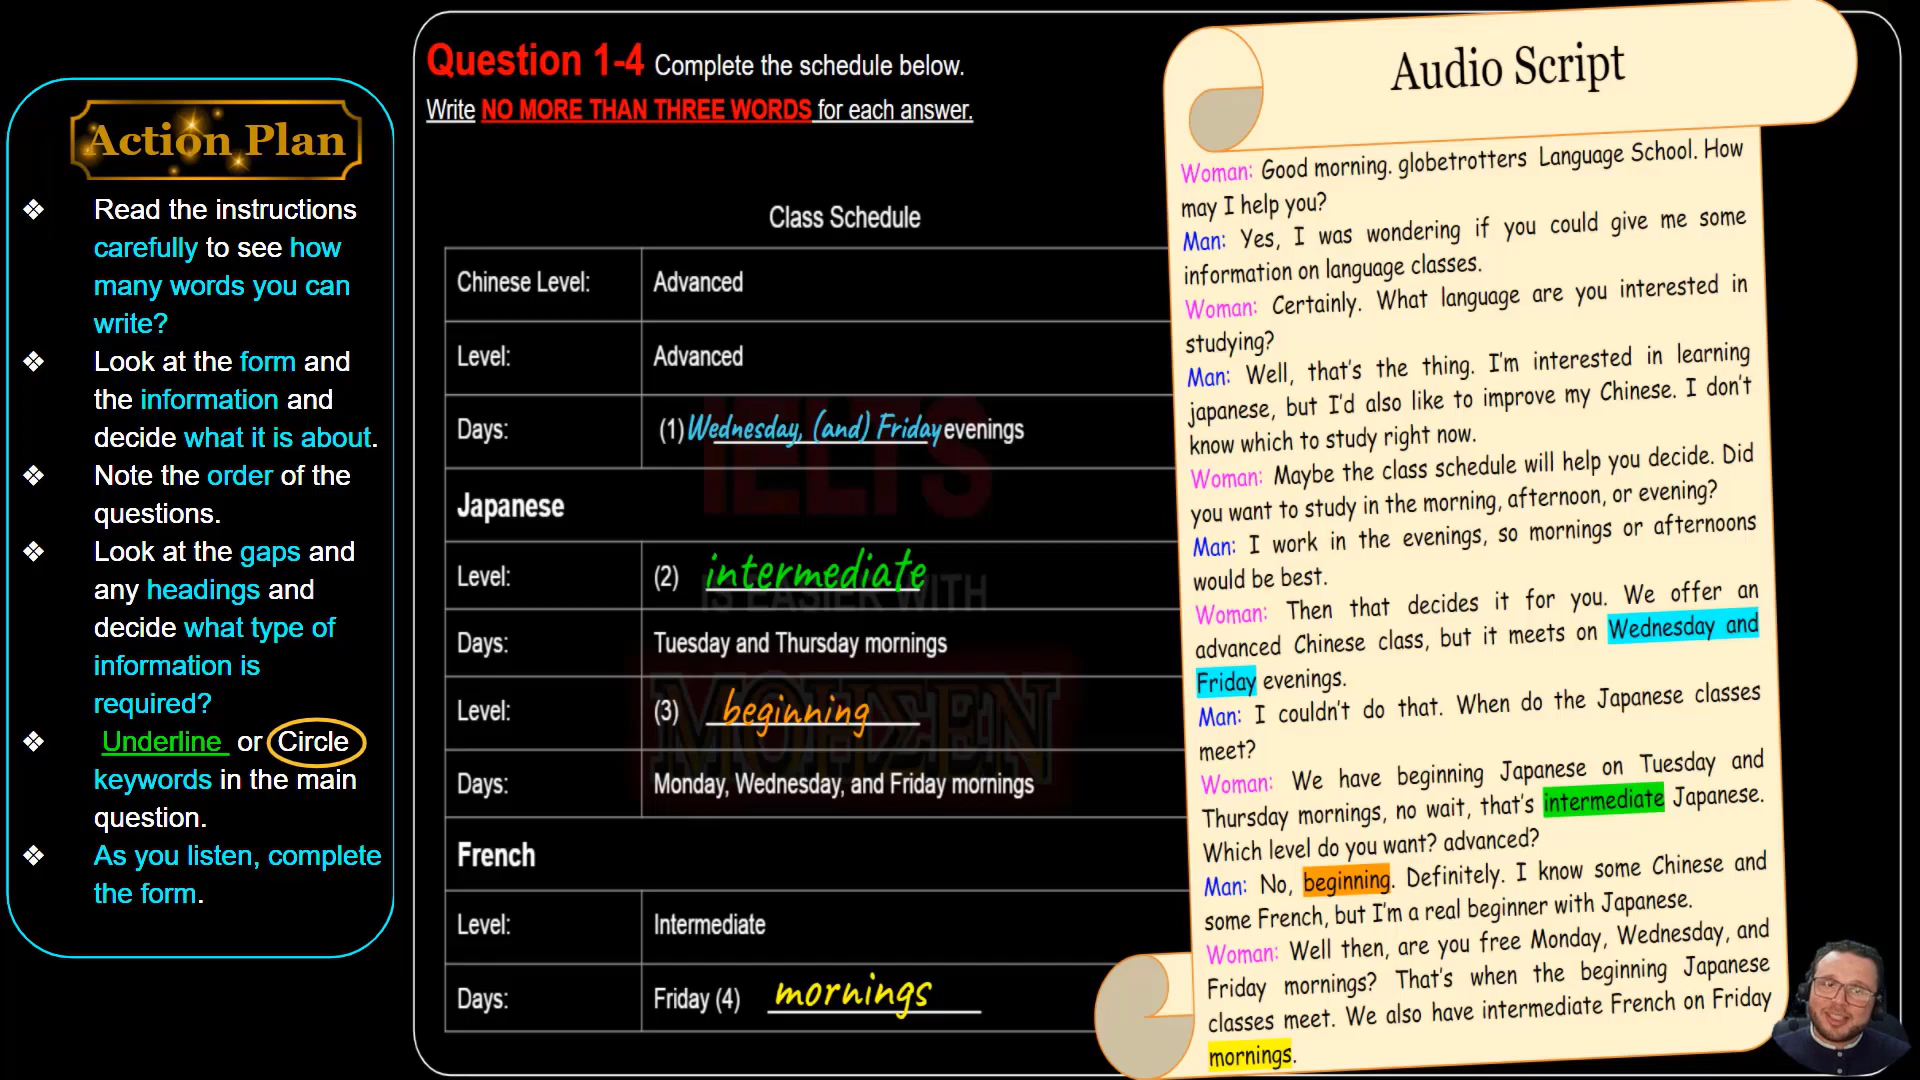 Action Plan
❖ Read the instructions
carefully to see how
many words you can
write?
❖ Look at the form and
the information and
decide what it is about.
❖ Note the order of the
questions.
❖ Look at the gaps and
any headings and
decide what type of
information is
required?
❖ Underline or Circle
keywords in the main
question.
❖ As you listen, complete
the form.
Question 1-4 Complete the schedule below.
Write NO MORE THAN THREE WORDS for each answer.
Class Schedule
Chinese Level: Advanced
Level: Advanced
Days: (1) Wednesday, (and) Friday evenings
IELTS
Japanese
Level: (2) intermediate
IS EASIER WITH
Days: Tuesday and Thursday mornings
Level: (3) beginning
MOHΣEN
Days: Monday, Wednesday, and Friday mornings
French
Level: Intermediate
Days: Friday (4) mornings
Audio Script
Woman: Good morning. globetrotters Language School. How
may I help you?
Man: Yes, I was wondering if you could give me some
information on language classes.
Woman: Certainly. What language are you interested in
studying?
Man: Well, that's the thing. I'm interested in learning
japanese, but I'd also like to improve my Chinese. I don't
know which to study right now.
Woman: Maybe the class schedule will help you decide. Did
you want to study in the morning, afternoon, or evening?
Man: I work in the evenings, so mornings or afternoons
would be best.
Woman: Then that decides it for you. We offer an
advanced Chinese class, but it meets on Wednesday and
Friday evenings.
Man: I couldn't do that. When do the Japanese classes
meet?
Woman: We have beginning Japanese on Tuesday and
Thursday mornings, no wait, that's intermediate Japanese.
Which level do you want? advanced?
Man: No, beginning. Definitely. I know some Chinese and
some French, but I'm a real beginner with Japanese.
Woman: Well then, are you free Monday, Wednesday, and
Friday mornings? That's when the beginning Japanese
classes meet. We also have intermediate French on Friday
mornings.